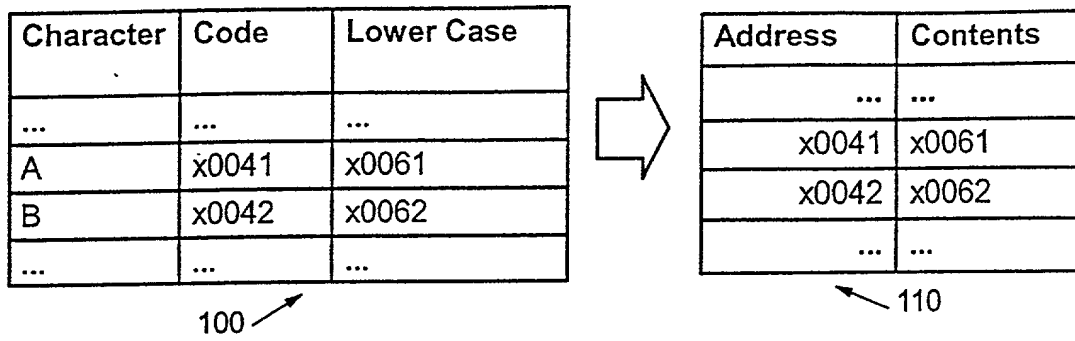 Character Code Lower Case
... ... ...
A x0041 x0061
B x0042 x0062
... ... ...
100
Address Contents
... ...
x0041 x0061
x0042 x0062
... ...
110